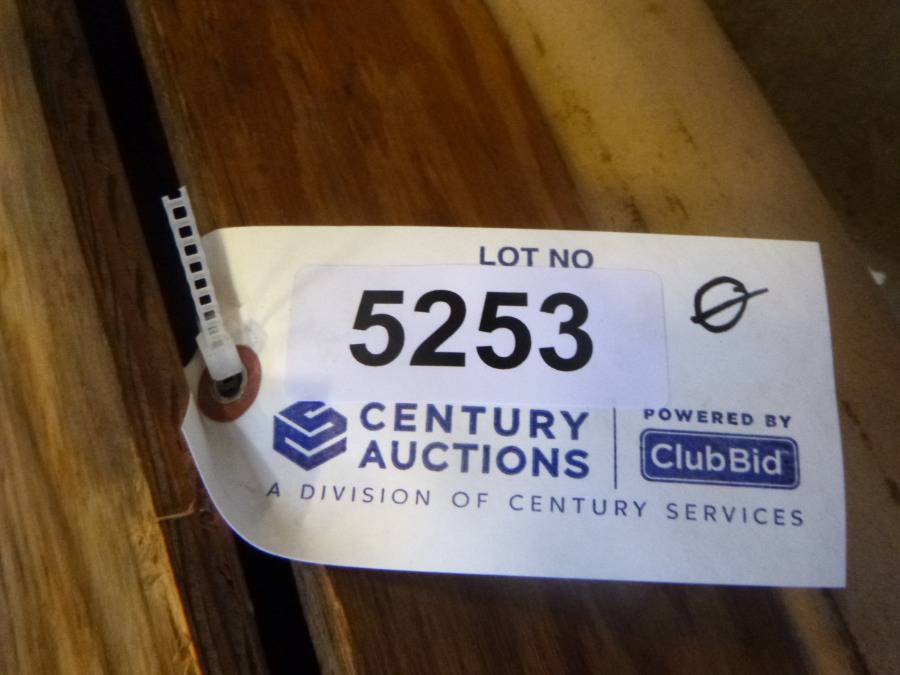 LOT NO
5253
CENTURY
AUCTIONS
POWERED BY
ClubBid
A DIVISION OF CENTURY SERVICES